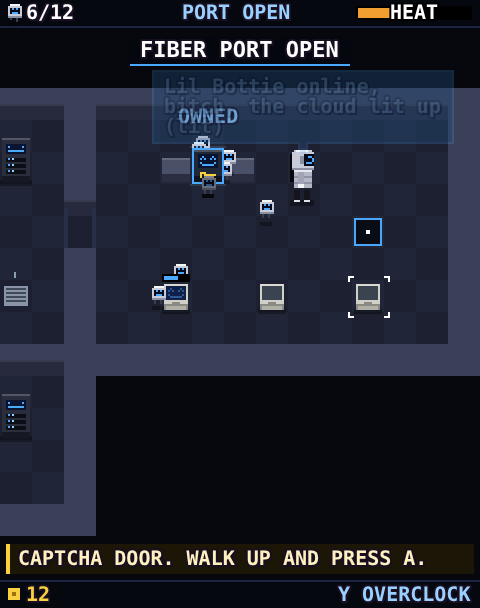 6/12
PORT OPEN
HEAT
FIBER PORT OPEN
Lil Bottie online,
bitch, the cloud lit up
(lit)
OWNED
CAPTCHA DOOR. WALK UP AND PRESS A.
12
Y OVERCLOCK